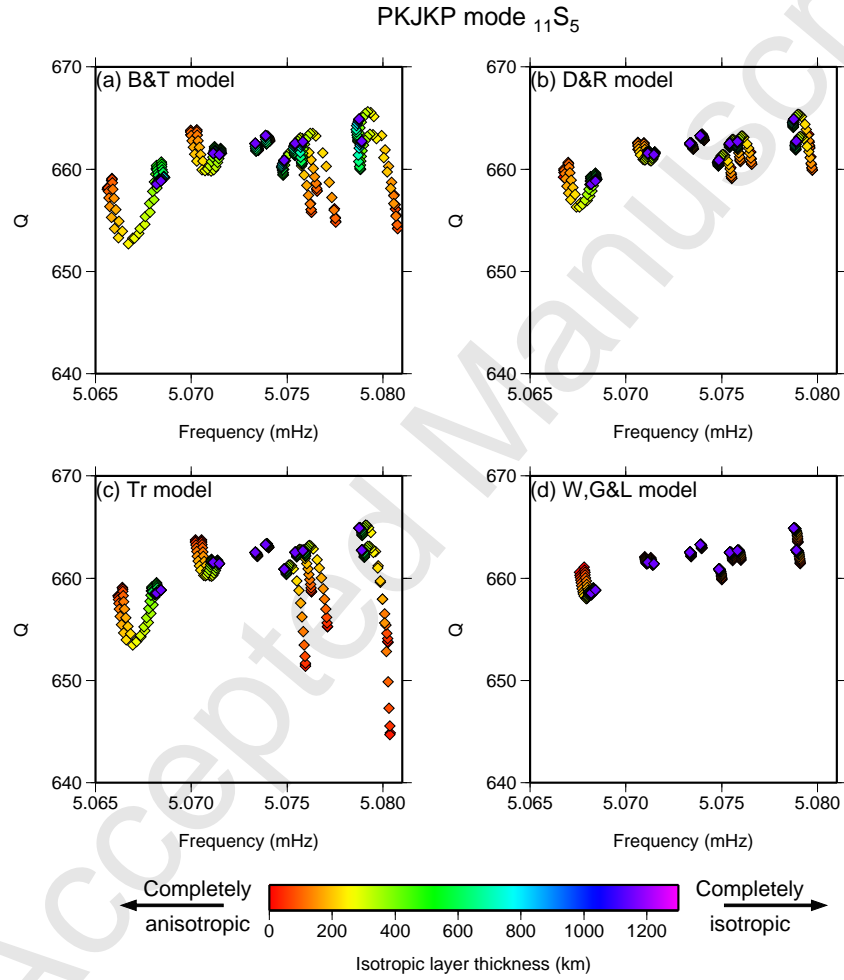 PKJKP mode ₁₁S₅
(a) B&T model
(b) D&R model
670
660
650
640
Q
5.065 5.070 5.075 5.080
Frequency (mHz)
670
660
650
640
Q
5.065 5.070 5.075 5.080
Frequency (mHz)
(c) Tr model
(d) W,G&L model
670
660
650
640
Q
5.065 5.070 5.075 5.080
Frequency (mHz)
670
660
650
640
Q
5.065 5.070 5.075 5.080
Frequency (mHz)
Completely
anisotropic
0 200 400 600 800 1000 1200
Isotropic layer thickness (km)
Completely
isotropic
Accepted Manuscr